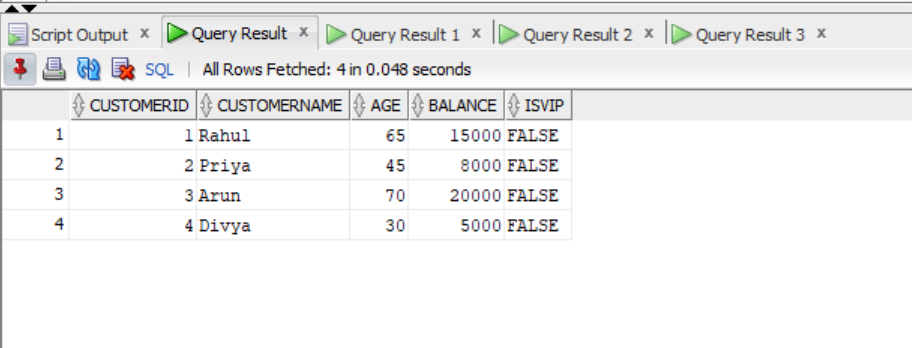 Script Output x Query Result x Query Result 1 x Query Result 2 x Query Result 3 x
SQL | All Rows Fetched: 4 in 0.048 seconds
CUSTOMERID CUSTOMERNAME AGE BALANCE ISVIP
1 1 Rahul 65 15000 FALSE
2 2 Priya 45 8000 FALSE
3 3 Arun 70 20000 FALSE
4 4 Divya 30 5000 FALSE